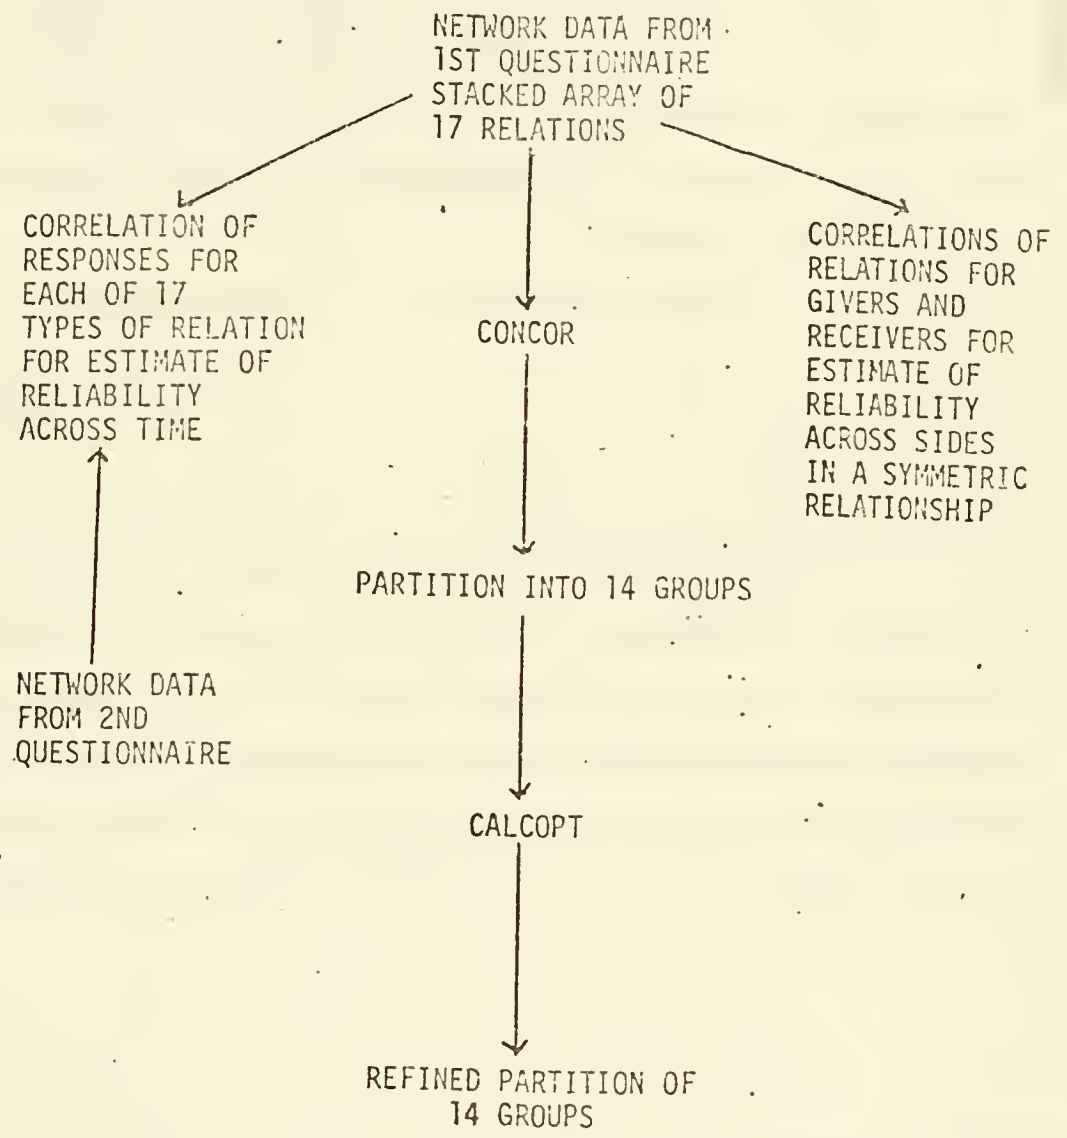 NETWORK DATA FROM
1ST QUESTIONNAIRE
STACKED ARRAY OF
17 RELATIONS
CORRELATION OF
RESPONSES FOR
EACH OF 17
TYPES OF RELATION
FOR ESTIMATE OF
RELIABILITY
ACROSS TIME
CONCOR
CORRELATIONS OF
RELATIONS FOR
GIVERS AND
RECEIVERS FOR
ESTIMATE OF
RELIABILITY
ACROSS SIDES
IN A SYMMETRIC
RELATIONSHIP
PARTITION INTO 14 GROUPS
NETWORK DATA
FROM 2ND
QUESTIONNAIRE
CALCOPT
REFINED PARTITION OF
14 GROUPS